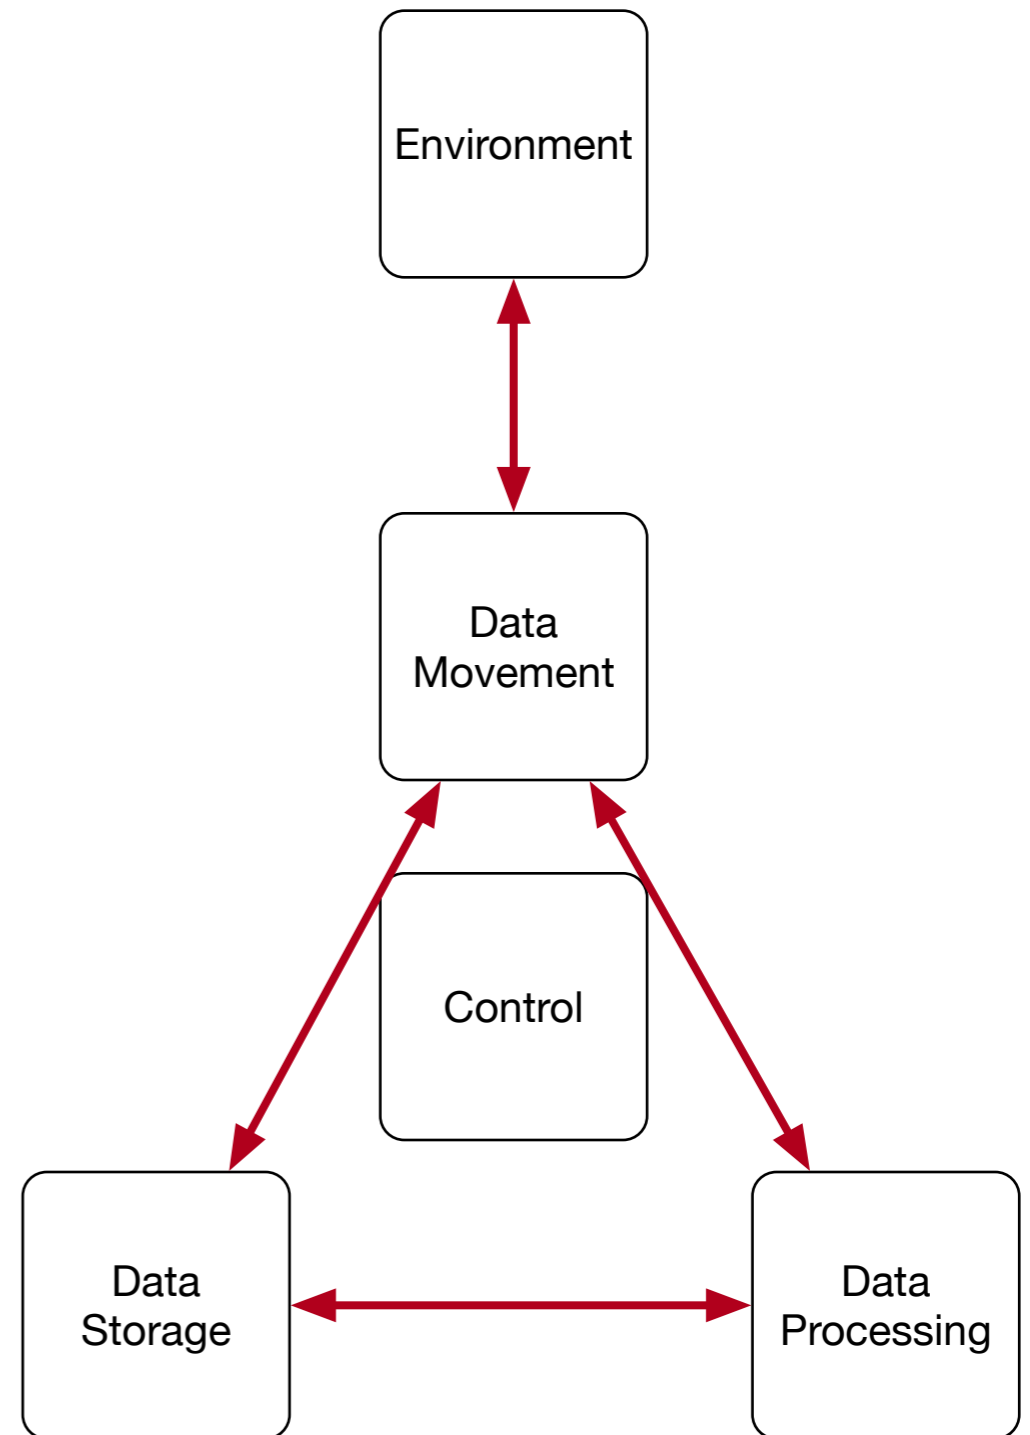 Environment
Data
Movement
Control
Data
Storage
Data
Processing